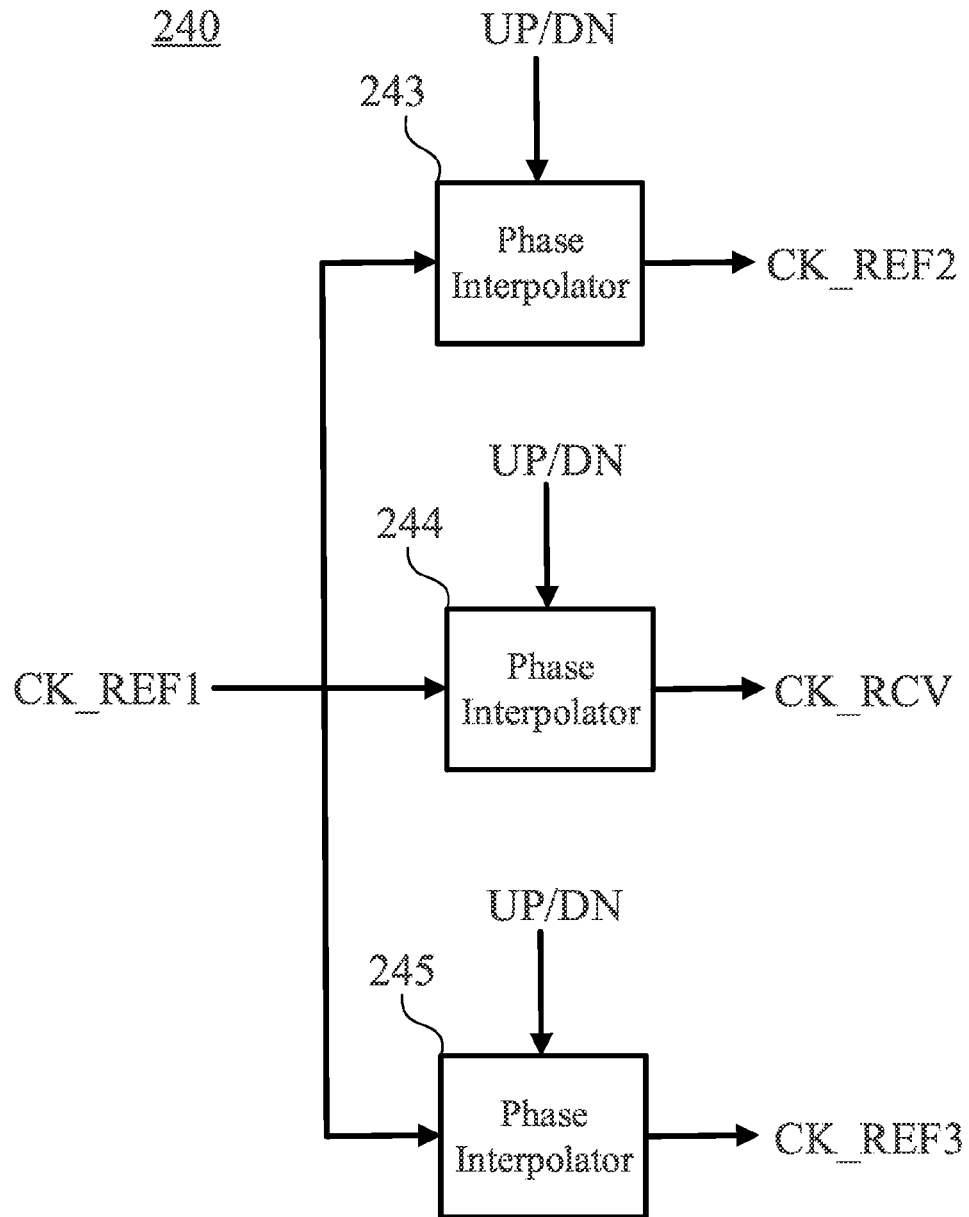 240
UP/DN
243
Phase
Interpolator
CK_REF2
UP/DN
244
CK_REF1
Phase
Interpolator
CK_RCV
UP/DN
245
Phase
Interpolator
CK_REF3